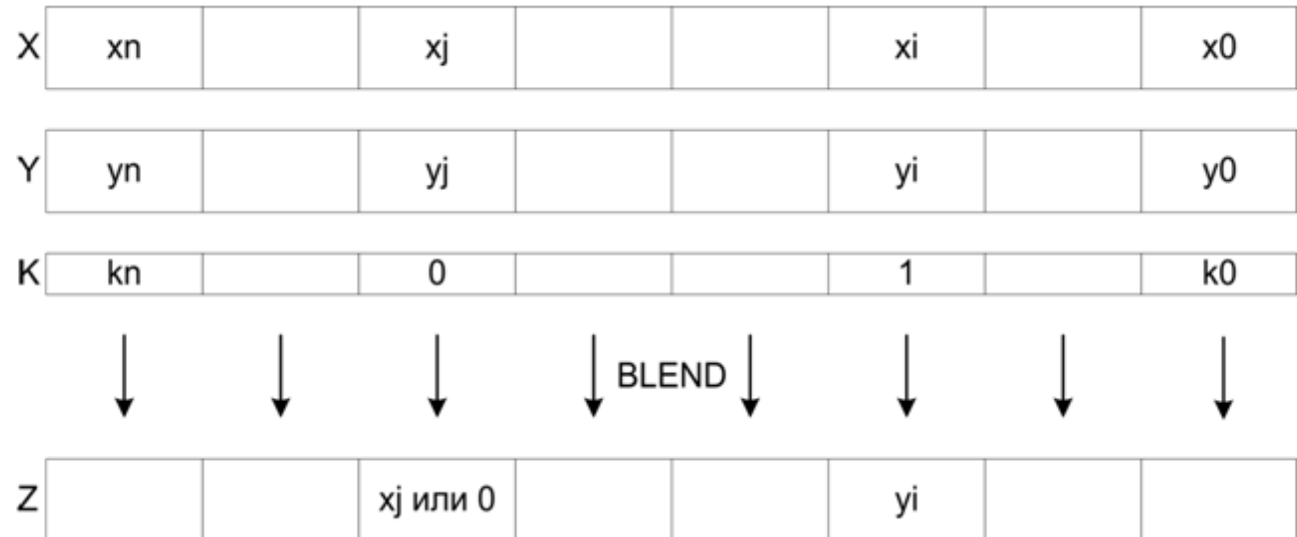 X xn xj xi x0
Y yn yj yi y0
K kn 0 1 k0
BLEND
Z xj или 0 yi